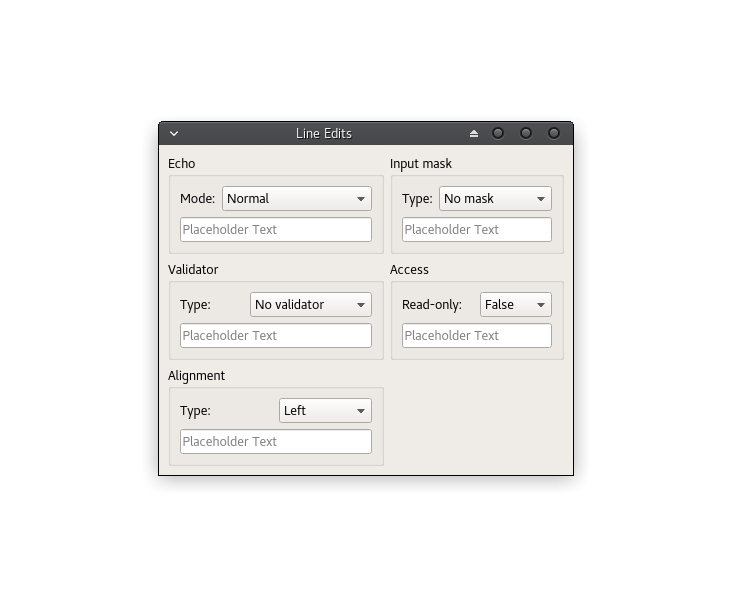 Line Edits
Echo
Mode: Normal
Placeholder Text
Input mask
Type: No mask
Placeholder Text
Validator
Type: No validator
Placeholder Text
Access
Read-only: False
Placeholder Text
Alignment
Type: Left
Placeholder Text